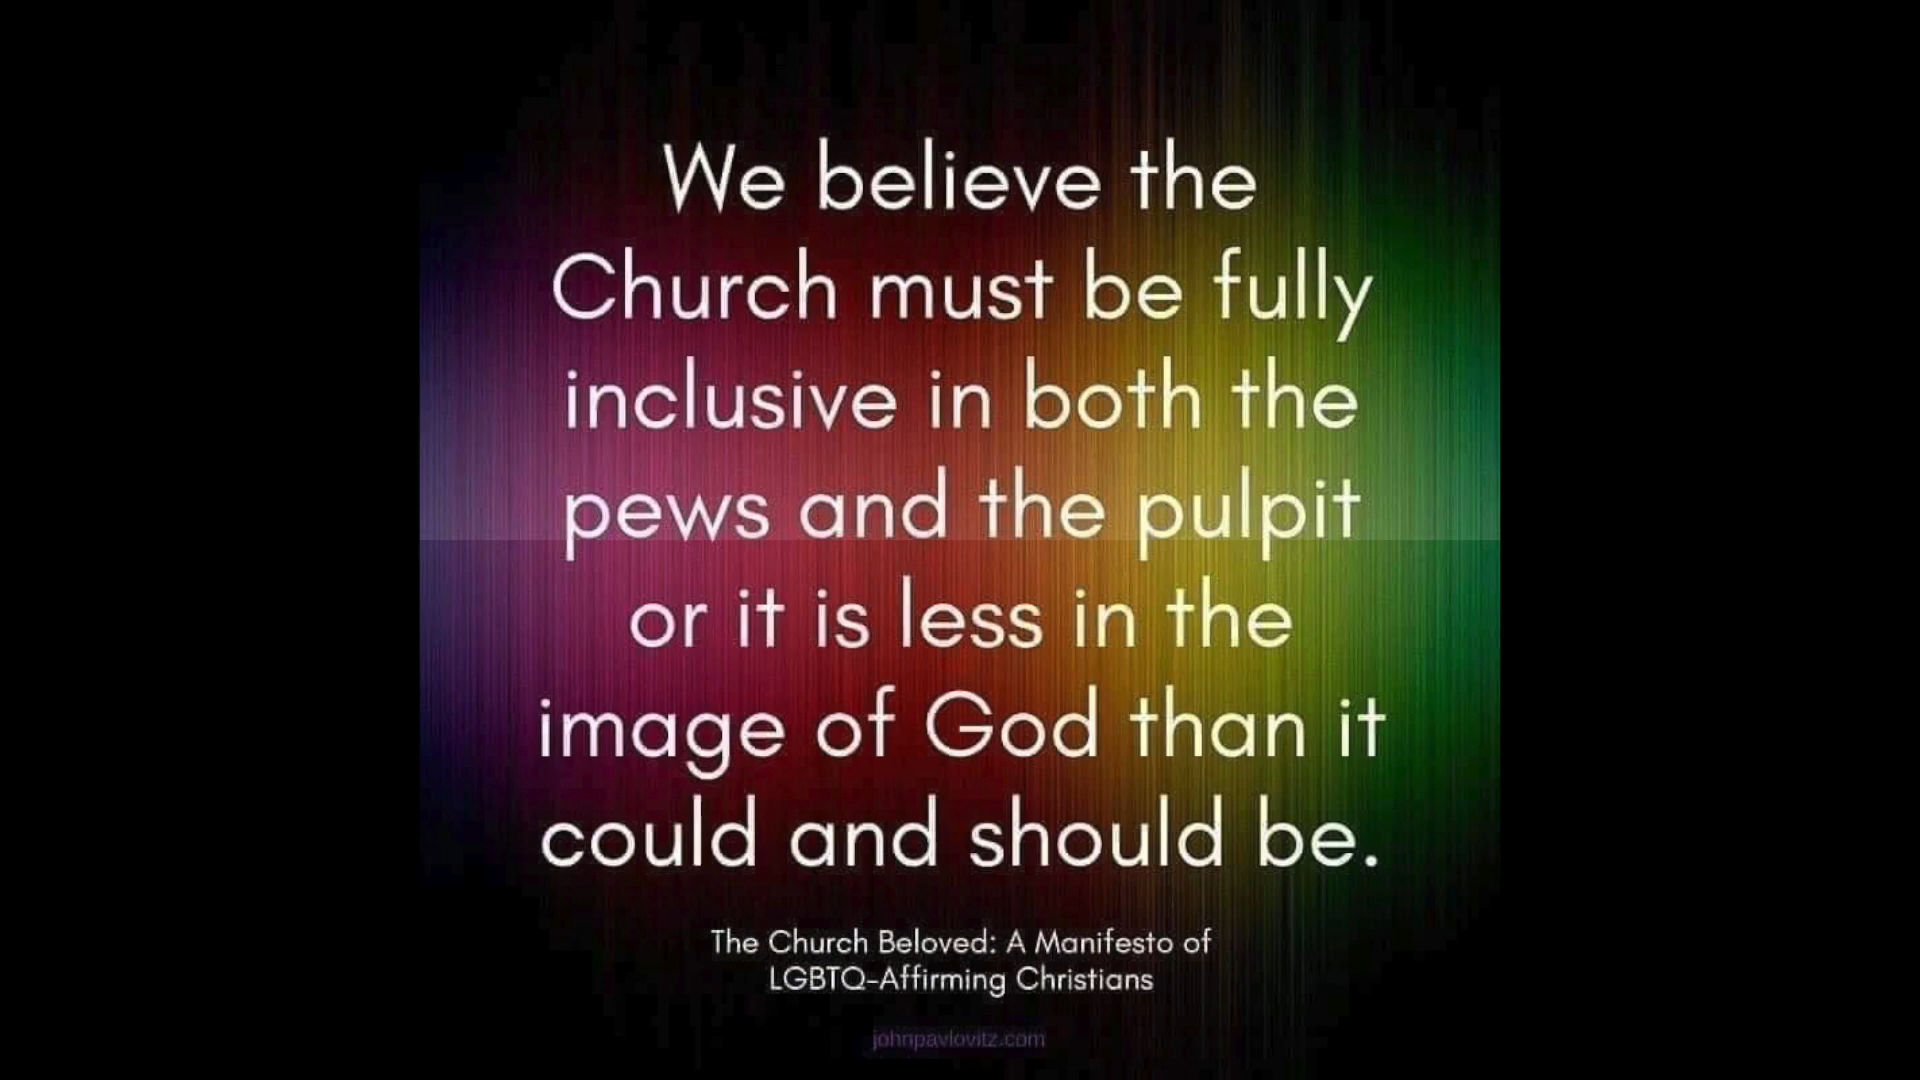 We believe the
Church must be fully
inclusive in both the
pews and the pulpit
or it is less in the
image of God than it
could and should be.
The Church Beloved: A Manifesto of
LGBTQ-Affirming Christians
johnpavlovitz.com